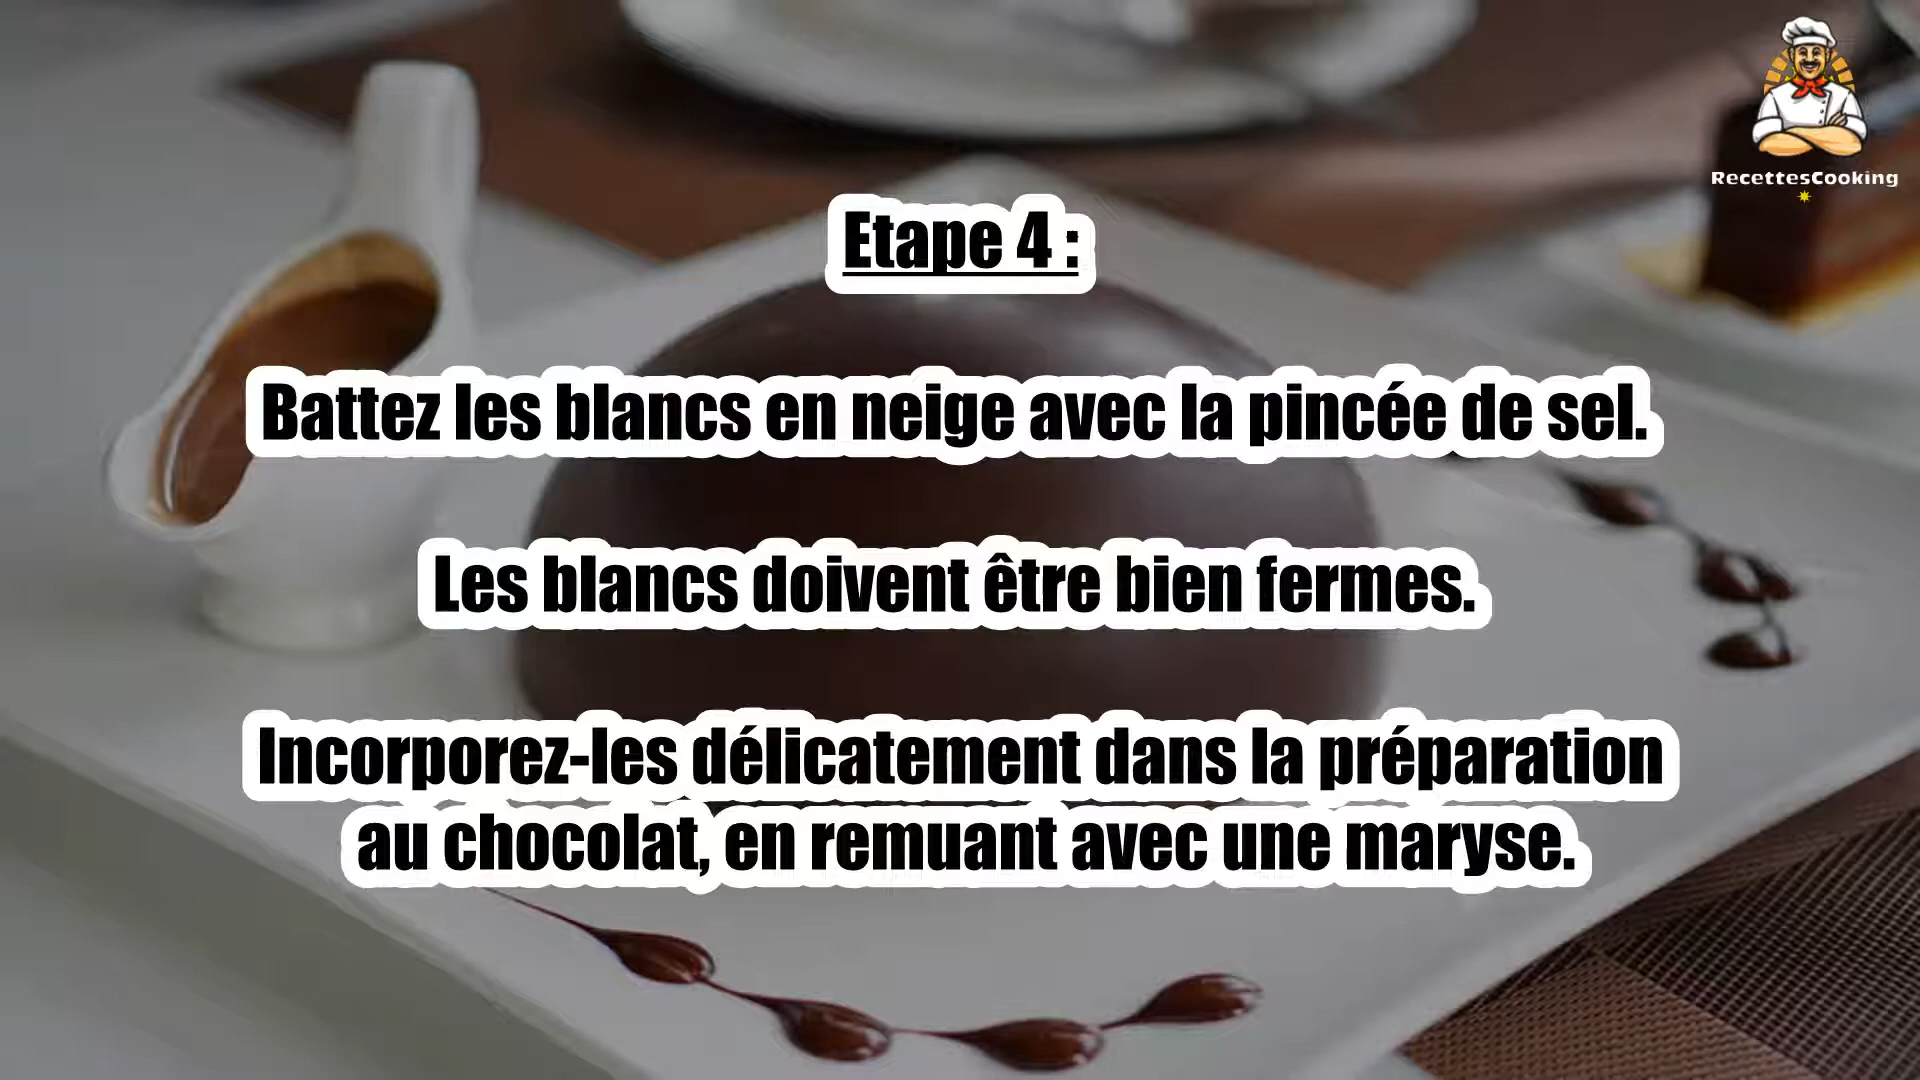 RecettesCooking
Etape 4 :
Battez les blancs en neige avec la pincée de sel.
Les blancs doivent être bien fermes.
Incorporez-les délicatement dans la préparation
au chocolat, en remuant avec une maryse.